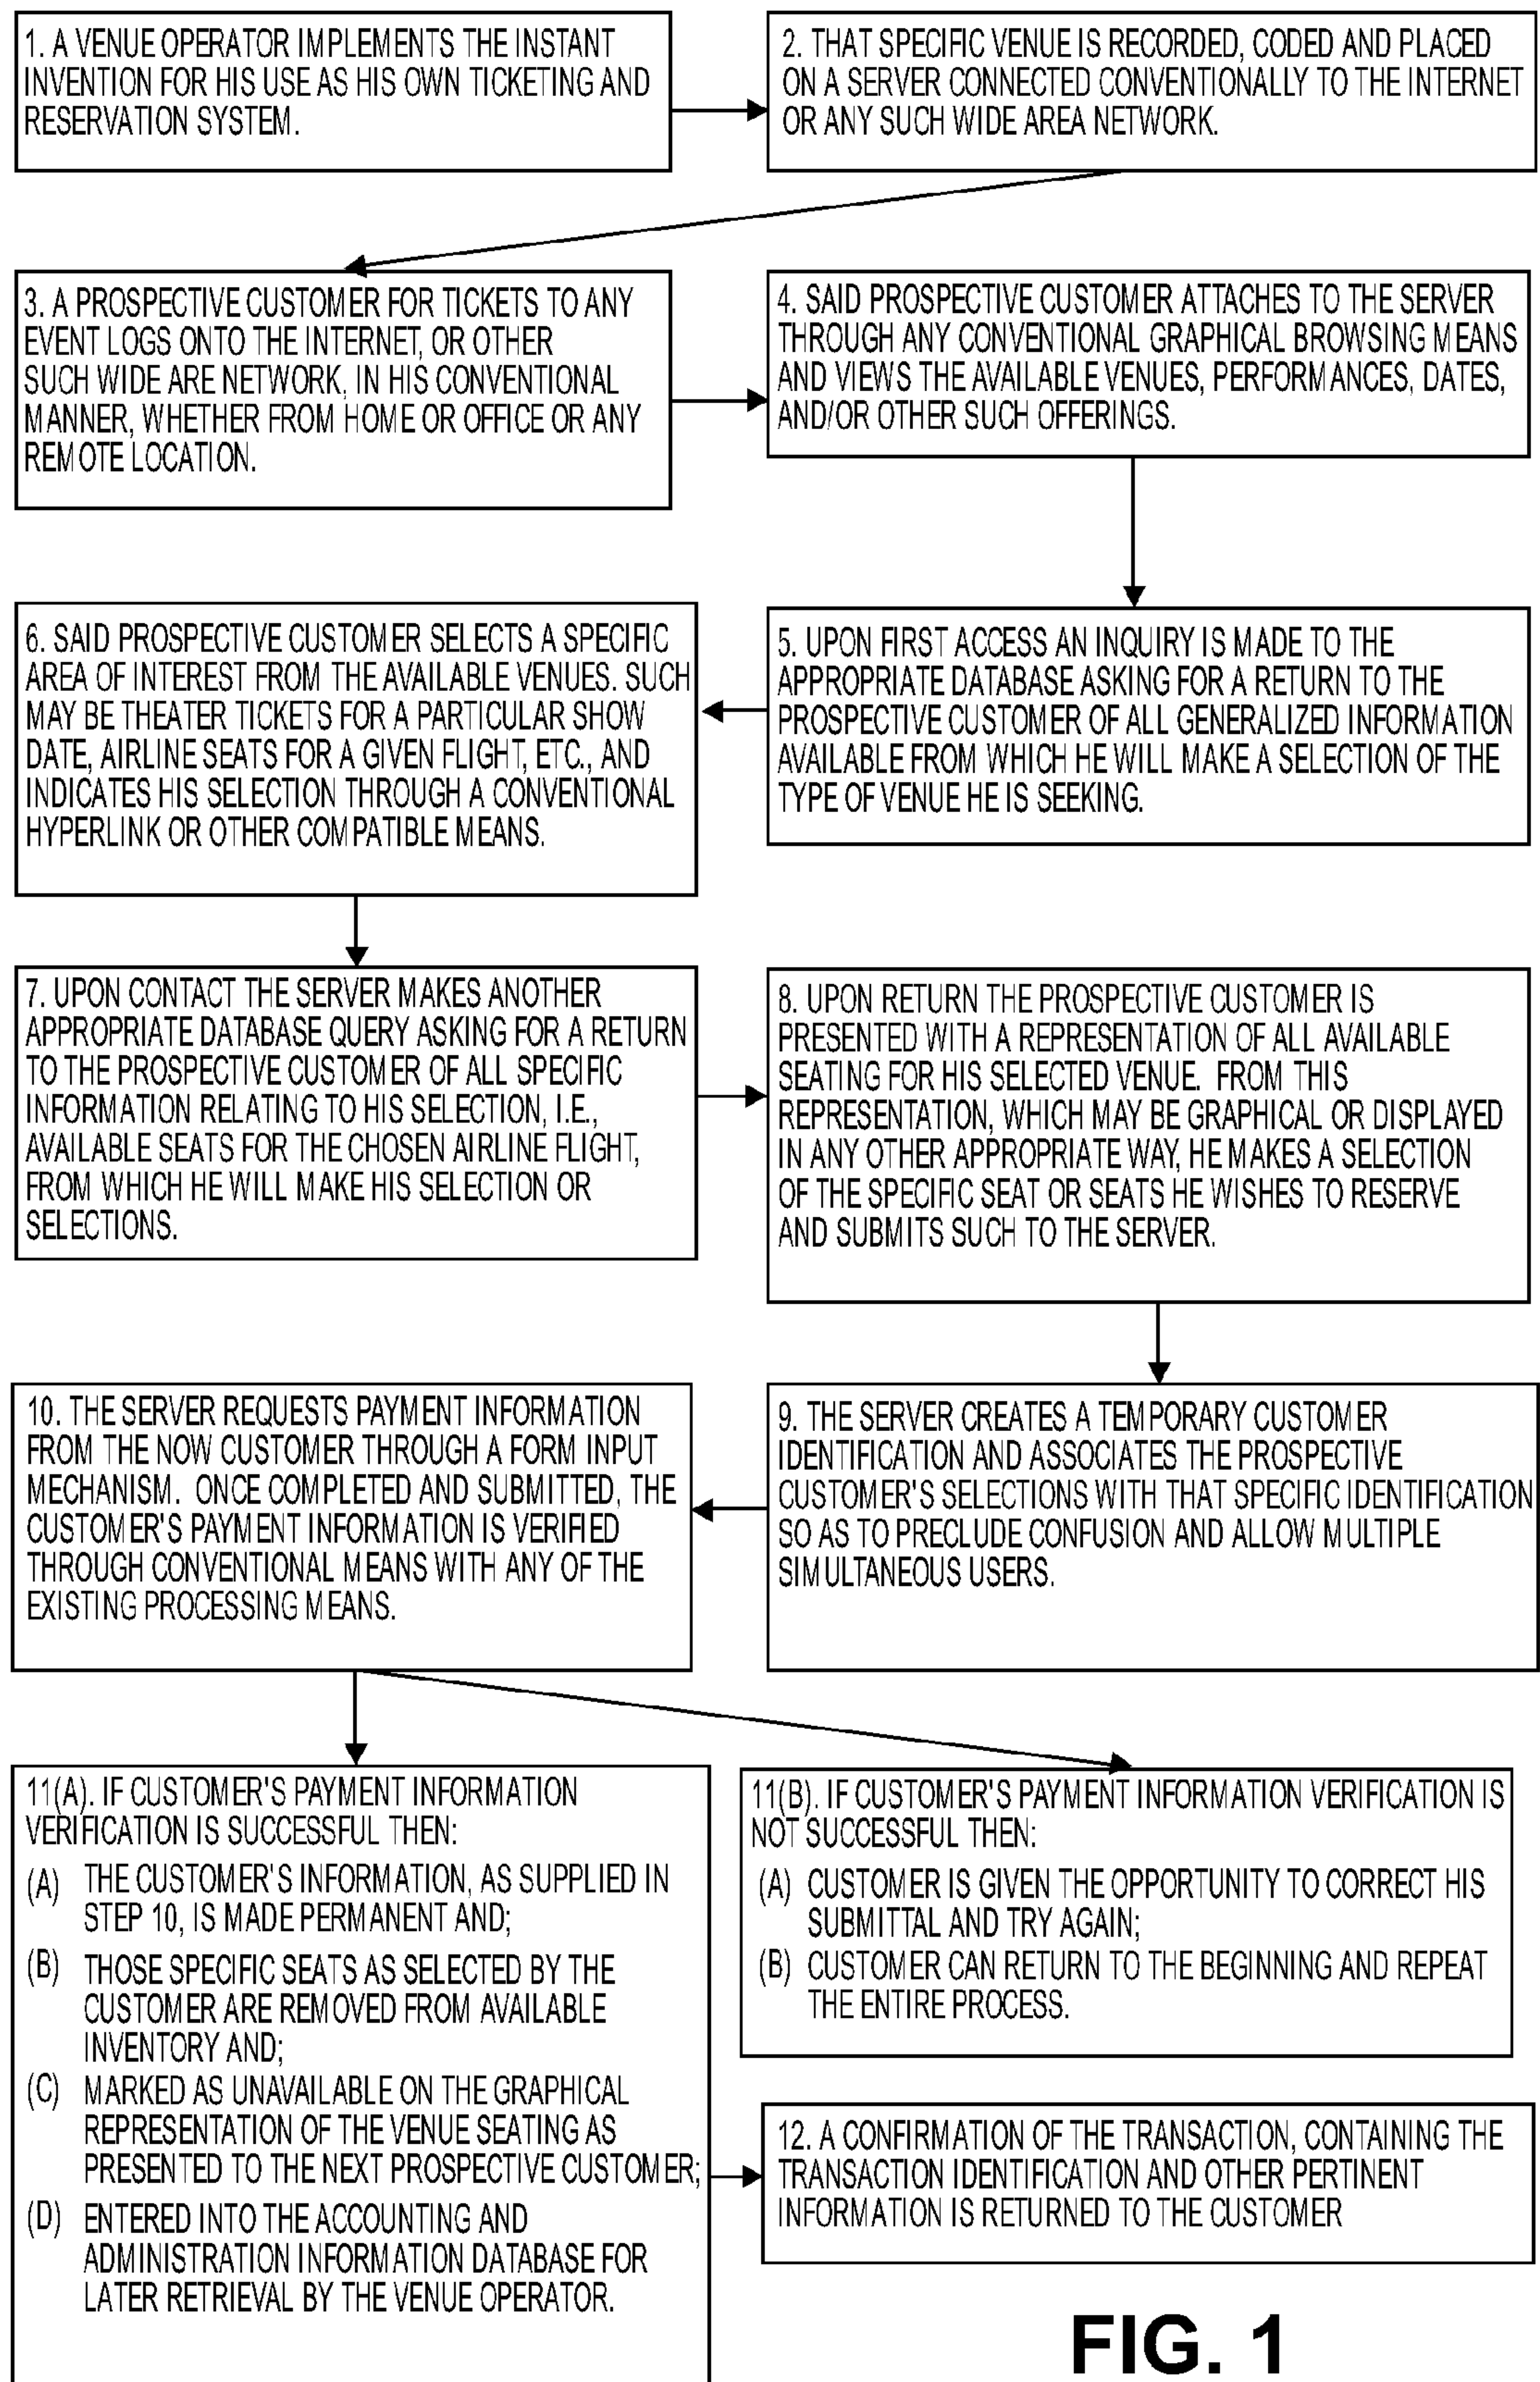 1. A VENUE OPERATOR IMPLEMENTS THE INSTANT
INVENTION FOR HIS USE AS HIS OWN TICKETING AND
RESERVATION SYSTEM.
2. THAT SPECIFIC VENUE IS RECORDED, CODED AND PLACED
ON A SERVER CONNECTED CONVENTIONALLY TO THE INTERNET
OR ANY SUCH WIDE AREA NETWORK.
3. A PROSPECTIVE CUSTOMER FOR TICKETS TO ANY
EVENT LOGS ONTO THE INTERNET, OR OTHER
SUCH WIDE ARE NETWORK, IN HIS CONVENTIONAL
MANNER, WHETHER FROM HOME OR OFFICE OR ANY
REMOTE LOCATION.
4. SAID PROSPECTIVE CUSTOMER ATTACHES TO THE SERVER
THROUGH ANY CONVENTIONAL GRAPHICAL BROWSING MEANS
AND VIEWS THE AVAILABLE VENUES, PERFORMANCES, DATES,
AND/OR OTHER SUCH OFFERINGS.
5. UPON FIRST ACCESS AN INQUIRY IS MADE TO THE
APPROPRIATE DATABASE ASKING FOR A RETURN TO THE
PROSPECTIVE CUSTOMER OF ALL GENERALIZED INFORMATION
AVAILABLE FROM WHICH HE WILL MAKE A SELECTION OF THE
TYPE OF VENUE HE IS SEEKING.
6. SAID PROSPECTIVE CUSTOMER SELECTS A SPECIFIC
AREA OF INTEREST FROM THE AVAILABLE VENUES. SUCH
MAY BE THEATER TICKETS FOR A PARTICULAR SHOW
DATE, AIRLINE SEATS FOR A GIVEN FLIGHT, ETC., AND
INDICATES HIS SELECTION THROUGH A CONVENTIONAL
HYPERLINK OR OTHER COMPATIBLE MEANS.
7. UPON CONTACT THE SERVER MAKES ANOTHER
APPROPRIATE DATABASE QUERY ASKING FOR A RETURN
TO THE PROSPECTIVE CUSTOMER OF ALL SPECIFIC
INFORMATION RELATING TO HIS SELECTION, I.E.,
AVAILABLE SEATS FOR THE CHOSEN AIRLINE FLIGHT,
FROM WHICH HE WILL MAKE HIS SELECTION OR
SELECTIONS.
8. UPON RETURN THE PROSPECTIVE CUSTOMER IS
PRESENTED WITH A REPRESENTATION OF ALL AVAILABLE
SEATING FOR HIS SELECTED VENUE. FROM THIS
REPRESENTATION, WHICH MAY BE GRAPHICAL OR DISPLAYED
IN ANY OTHER APPROPRIATE WAY, HE MAKES A SELECTION
OF THE SPECIFIC SEAT OR SEATS HE WISHES TO RESERVE
AND SUBMITS SUCH TO THE SERVER.
9. THE SERVER CREATES A TEMPORARY CUSTOMER
IDENTIFICATION AND ASSOCIATES THE PROSPECTIVE
CUSTOMER'S SELECTIONS WITH THAT SPECIFIC IDENTIFICATION
SO AS TO PRECLUDE CONFUSION AND ALLOW MULTIPLE
SIMULTANEOUS USERS.
10. THE SERVER REQUESTS PAYMENT INFORMATION
FROM THE NOW CUSTOMER THROUGH A FORM INPUT
MECHANISM. ONCE COMPLETED AND SUBMITTED, THE
CUSTOMER'S PAYMENT INFORMATION IS VERIFIED
THROUGH CONVENTIONAL MEANS WITH ANY OF THE
EXISTING PROCESSING MEANS.
11(A). IF CUSTOMER'S PAYMENT INFORMATION
VERIFICATION IS SUCCESSFUL THEN:
(A) THE CUSTOMER'S INFORMATION, AS SUPPLIED IN
STEP 10, IS MADE PERMANENT AND;
(B) THOSE SPECIFIC SEATS AS SELECTED BY THE
CUSTOMER ARE REMOVED FROM AVAILABLE
INVENTORY AND;
(C) MARKED AS UNAVAILABLE ON THE GRAPHICAL
REPRESENTATION OF THE VENUE SEATING AS
PRESENTED TO THE NEXT PROSPECTIVE CUSTOMER;
(D) ENTERED INTO THE ACCOUNTING AND
ADMINISTRATION INFORMATION DATABASE FOR
LATER RETRIEVAL BY THE VENUE OPERATOR.
11(B). IF CUSTOMER'S PAYMENT INFORMATION VERIFICATION IS
NOT SUCCESSFUL THEN:
(A) CUSTOMER IS GIVEN THE OPPORTUNITY TO CORRECT HIS
SUBMITTAL AND TRY AGAIN;
(B) CUSTOMER CAN RETURN TO THE BEGINNING AND REPEAT
THE ENTIRE PROCESS.
12. A CONFIRMATION OF THE TRANSACTION, CONTAINING THE
TRANSACTION IDENTIFICATION AND OTHER PERTINENT
INFORMATION IS RETURNED TO THE CUSTOMER
FIG. 1